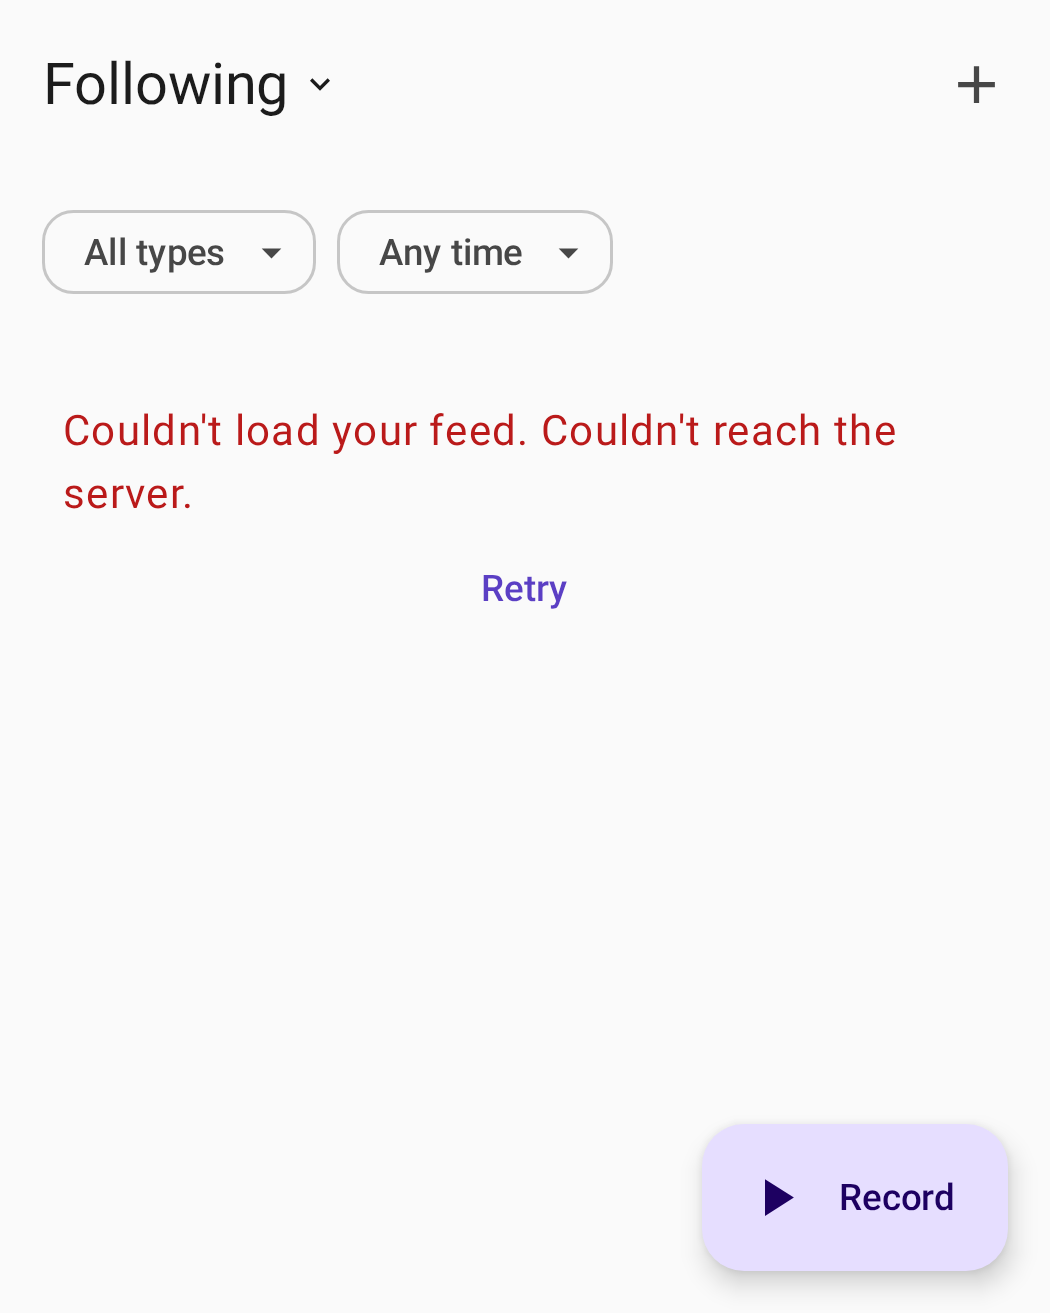 Following
All types
Any time
Couldn't load your feed. Couldn't reach the
server.
Retry
Record